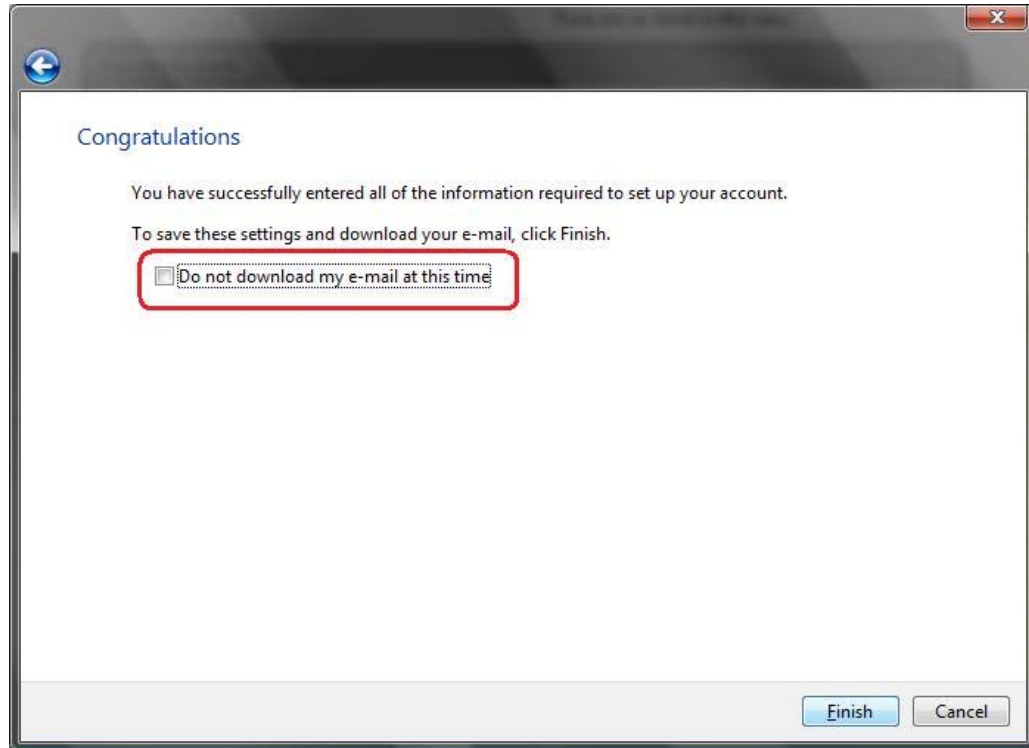 Congratulations
You have successfully entered all of the information required to set up your account.
To save these settings and download your e-mail, click Finish.
Do not download my e-mail at this time
Finish
Cancel